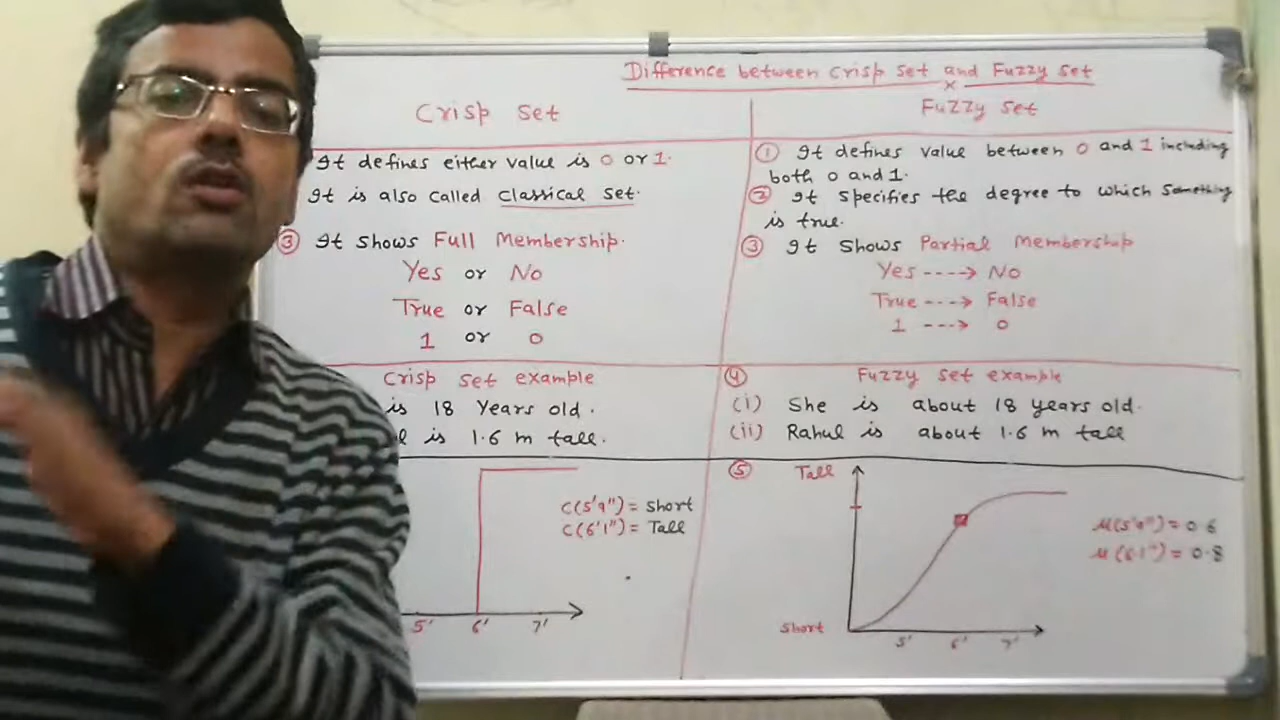 Difference between Crisp set and Fuzzy set
x
Crisp set
It defines either value is 0 or 1.
It is also called Classical set.
③ It shows Full Membership.
Yes or No
True or False
1 or 0
Crisp set example
is 18 Years old.
is 1.6 m tall.
C(5'9") = Short
C(6'1") = Tall
5' 6' 7'
Fuzzy set
① It defines value between 0 and 1 including
both 0 and 1.
② It specifies the degree to which something
is true.
③ It shows Partial Membership
Yes ----> No
True ---> False
1 ---> 0
④ Fuzzy set example
(i) She is about 18 years old.
(ii) Rahul is about 1.6 m tall
⑤ Tall
μ(5'9") = 0.6
μ(6'1") = 0.8
Short
5' 6' 7'